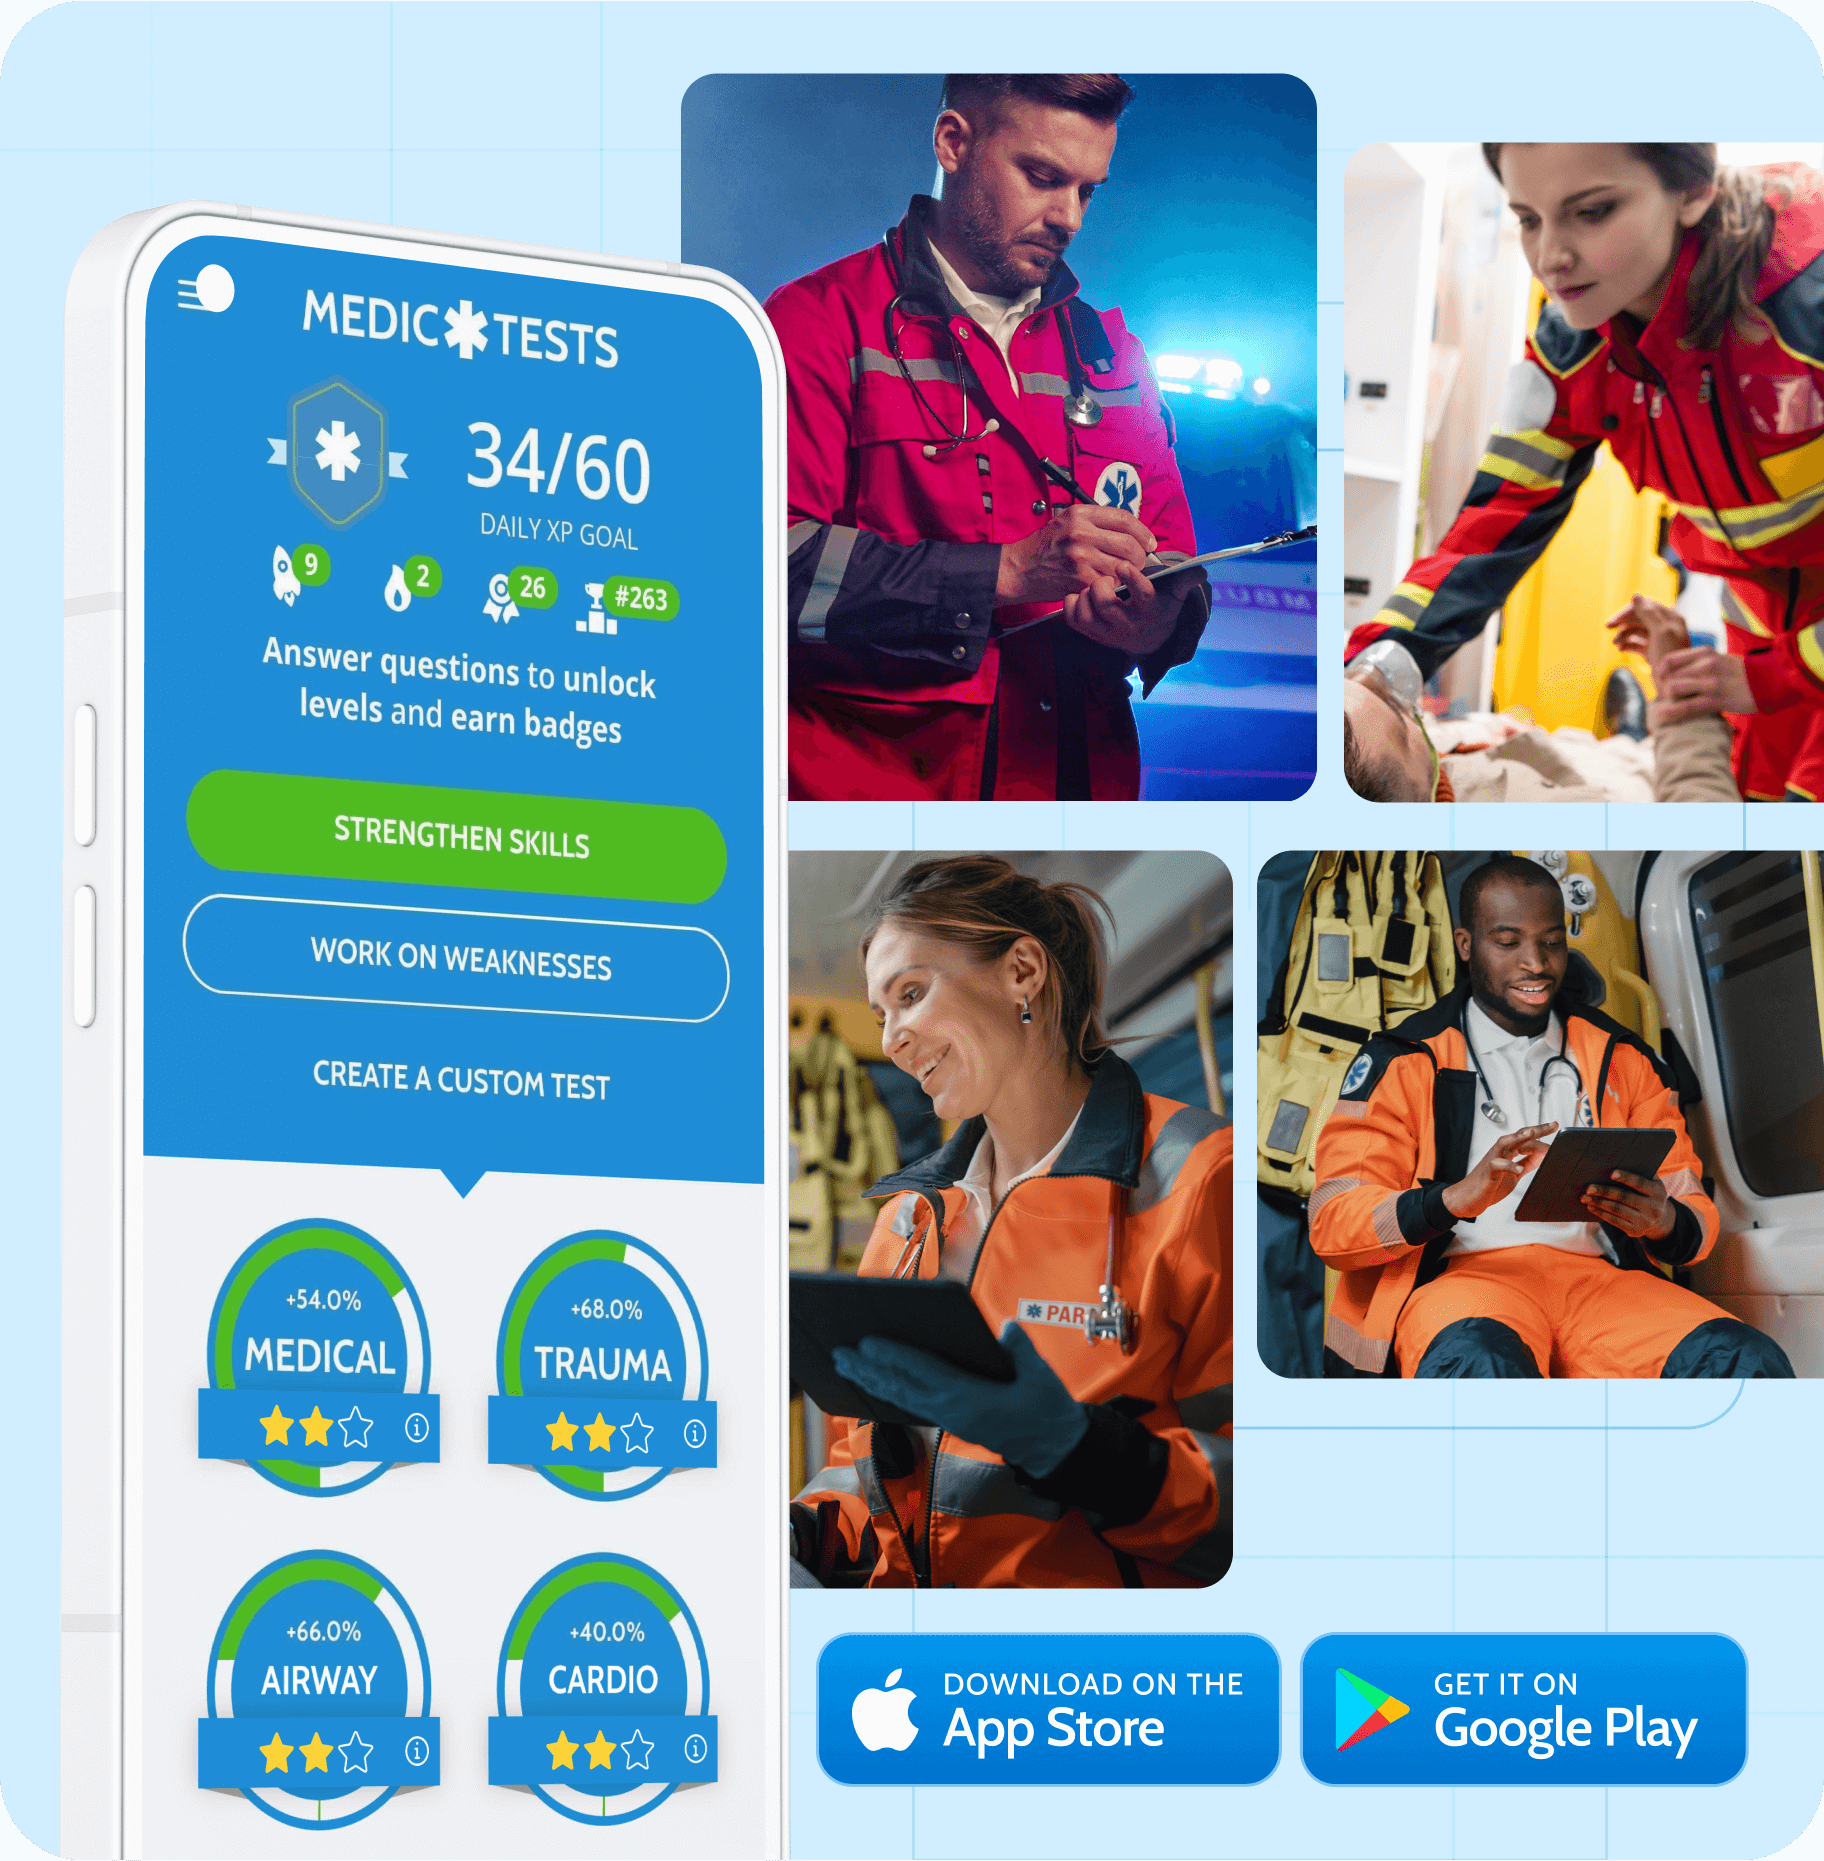 MEDIC TESTS
34/60
DAILY XP GOAL
9
2
26
#263
Answer questions to unlock
levels and earn badges
STRENGTHEN SKILLS
WORK ON WEAKNESSES
CREATE A CUSTOM TEST
+54.0%
MEDICAL
+68.0%
TRAUMA
+66.0%
AIRWAY
+40.0%
CARDIO
PAR
DOWNLOAD ON THE
App Store
GET IT ON
Google Play